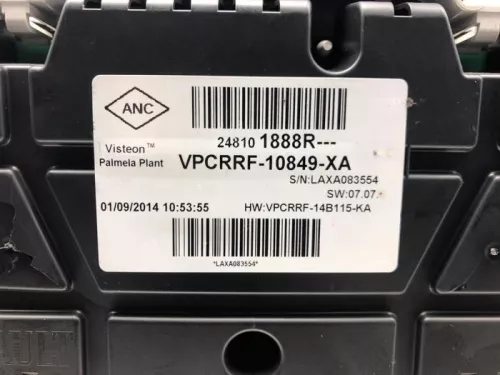 ANC
Visteon™
Palmela Plant
24810 1888R---
VPCRRF-10849-XA
S/N:LAXA083554
SW:07.07.
01/09/2014 10:53:55
HW:VPCRRF-14B115-KA
*LAXA083554*